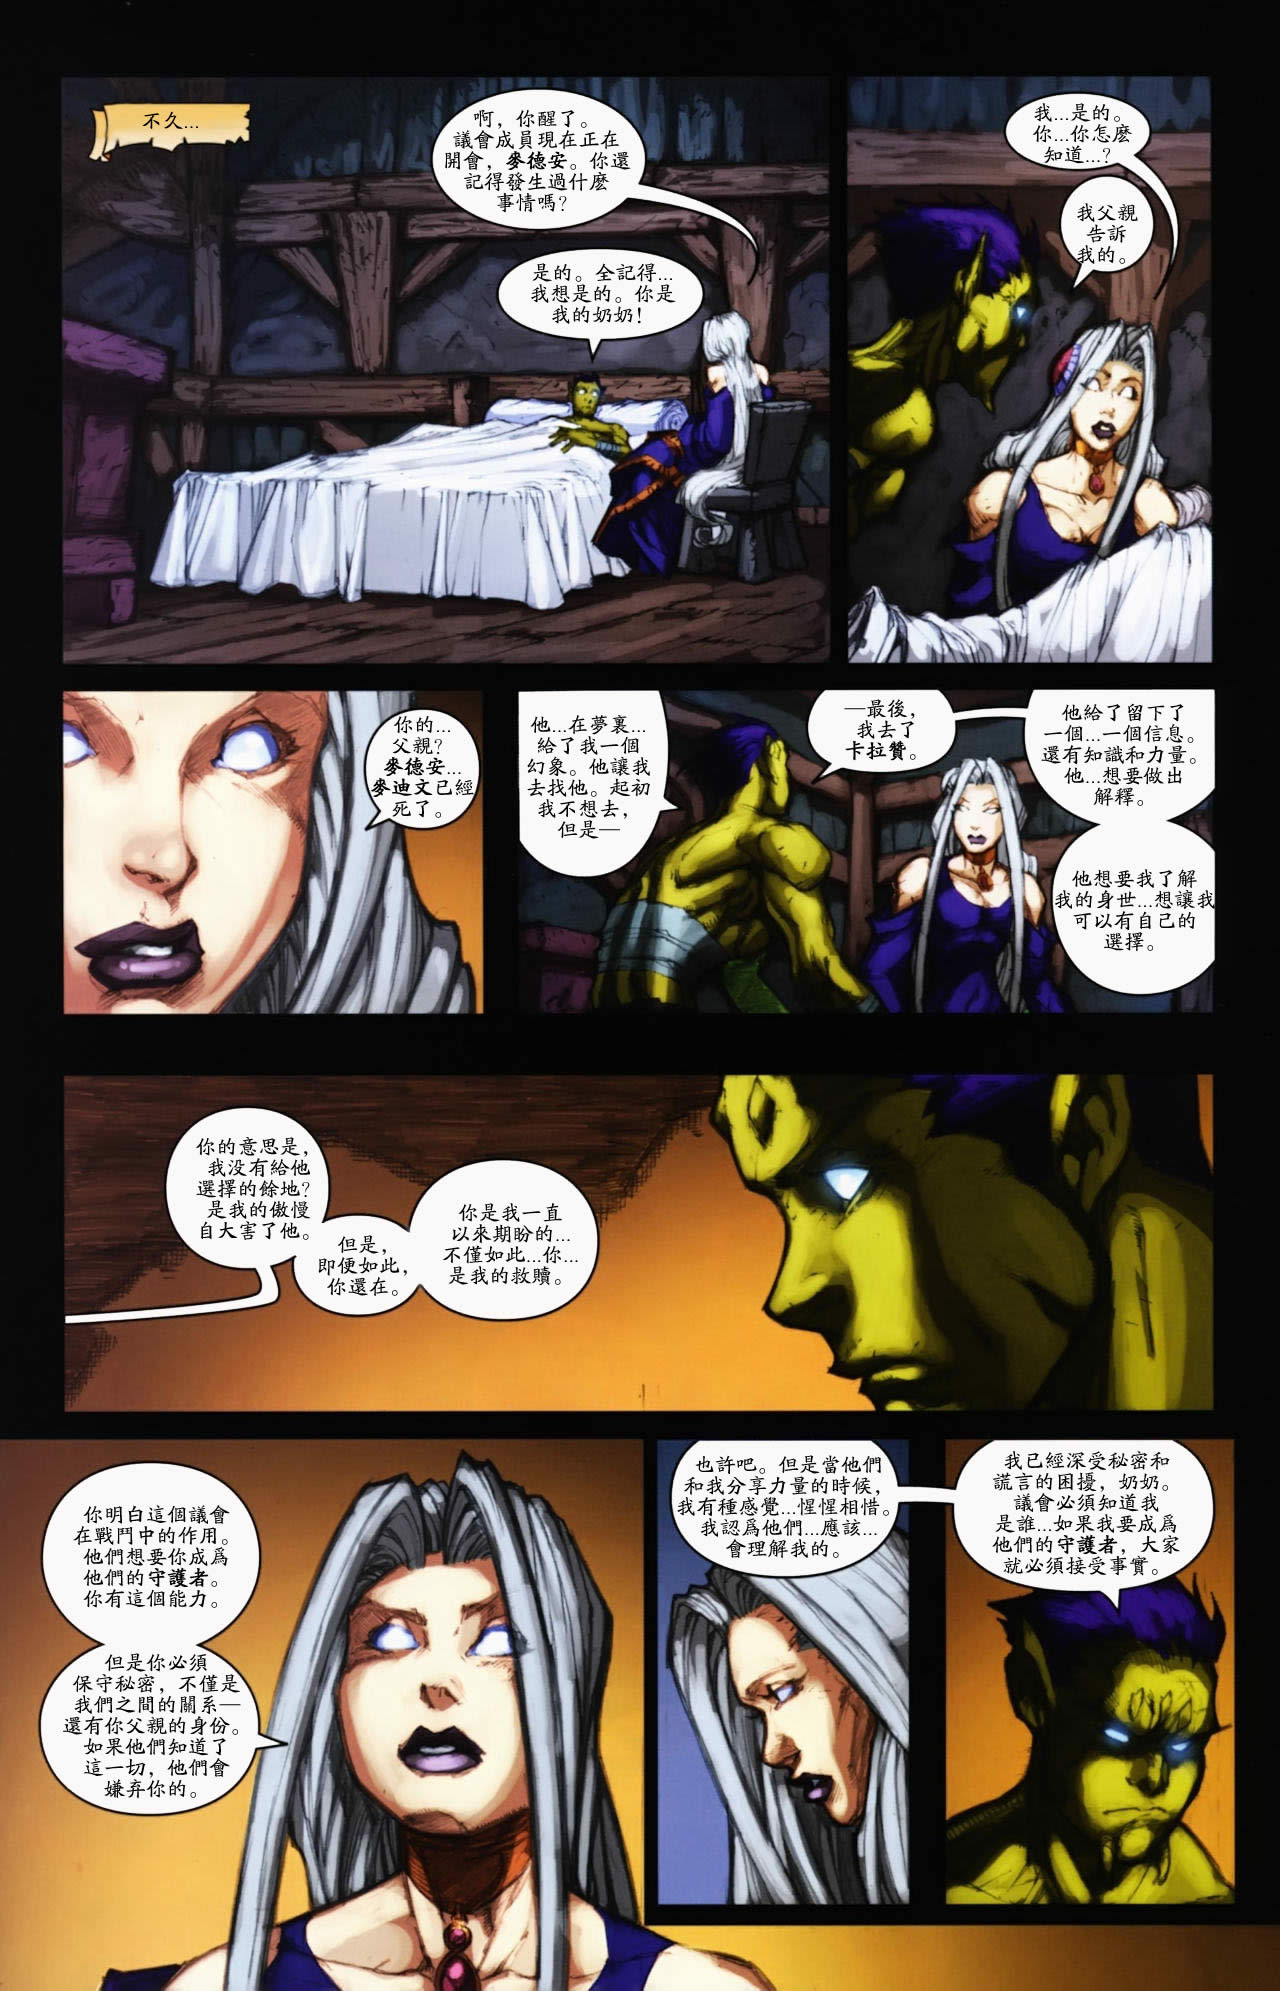 不久...
啊，你醒了。
議會成員現在正在
開會，麥德安。你還
記得發生過什麽
事情嗎？
是的。全記得...
我想是的。你是
我的奶奶！
我...是的。
你...你怎麽
知道...？
我父親
告訴
我的。
你的...
父親？
麥德安...
麥迪文已經
死了。
他...在夢裏...
給了我一個
幻象。他讓我
去找他。起初
我不想去，
但是—
—最後，
我去了
卡拉贊。
他給了留下了
一個...一個信息。
還有知識和力量。
他...想要做出
解釋。
他想要我了解
我的身世...想讓我
可以有自己的
選擇。
你的意思是，
我没有給他
選擇的餘地？
是我的傲慢
自大害了他。
但是，
即便如此，
你還在。
你是我一直
以來期盼的...
不僅如此...你...
是我的救贖。
你明白這個議會
在戰鬥中的作用。
他們想要你成爲
他們的守護者。
你有這個能力。
但是你必須
保守秘密，不僅是
我們之間的關系—
還有你父親的身份。
如果他們知道了
這一切，他們會
嫌弃你的。
也許吧。但是當他們
和我分享力量的時候，
我有種感覺...惺惺相惜。
我認爲他們...應該...
會理解我的。
我已經深受秘密和
謊言的困擾，奶奶。
議會必須知道我
是誰...如果我要成爲
他們的守護者，大家
就必須接受事實。